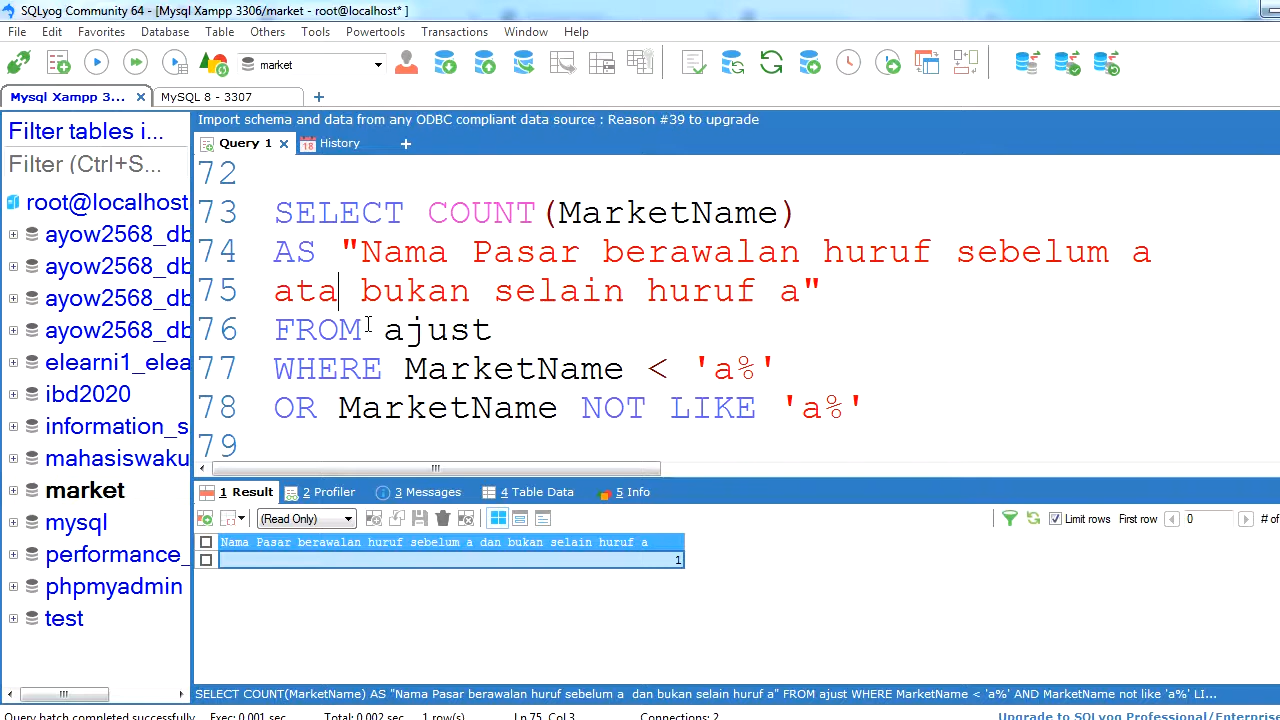 SQLyog Community 64 - [Mysql Xampp 3306/market - root@localhost* ]
File Edit Favorites Database Table Others Tools Powertools Transactions Window Help
market
Mysql Xampp 3... MySQL 8 - 3307
Import schema and data from any ODBC compliant data source : Reason #39 to upgrade
Filter tables i...
Filter (Ctrl+S...
root@localhost
ayow2568_db
ayow2568_db
ayow2568_db
ayow2568_db
elearni1_elea
ibd2020
information_s
mahasiswaku
market
mysql
performance_
phpmyadmin
test
Query 1 History
72
73 SELECT COUNT(MarketName)
74 AS "Nama Pasar berawalan huruf sebelum a
75 ata bukan selain huruf a"
76 FROM ajust
77 WHERE MarketName < 'a%'
78 OR MarketName NOT LIKE 'a%'
79
1 Result 2 Profiler 3 Messages 4 Table Data 5 Info
(Read Only) Limit rows First row 0 # of
Nama Pasar berawalan huruf sebelum a dan bukan selain huruf a
1
SELECT COUNT(MarketName) AS "Nama Pasar berawalan huruf sebelum a dan bukan selain huruf a" FROM ajust WHERE MarketName < 'a%' AND MarketName not like 'a%' LI...
Query batch completed successfully Exec: 0.001 sec Total: 0.002 sec 1 row(s) Ln 75, Col 3 Connections: 2 Upgrade to SQLyog Professional/Enterprise